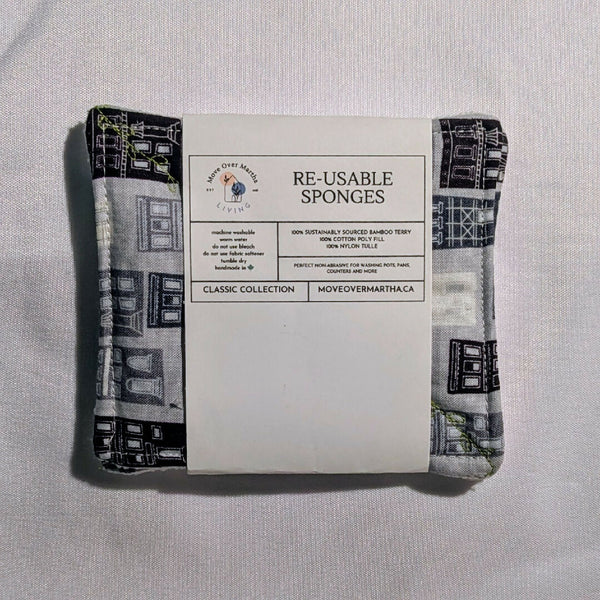 Move Over Martha
EST
LIVING
RE-USABLE
SPONGES
machine washable
warm water
do not use bleach
do not use fabric softener
tumble dry
handmade in
100% SUSTAINABLY SOURCED BAMBOO TERRY
100% COTTON POLY FILL
100% NYLON TULLE
PERFECT NON-ABRASIVE FOR WASHING POTS, PANS,
COUNTERS AND MORE
CLASSIC COLLECTION
MOVEOVERMARTHA.CA